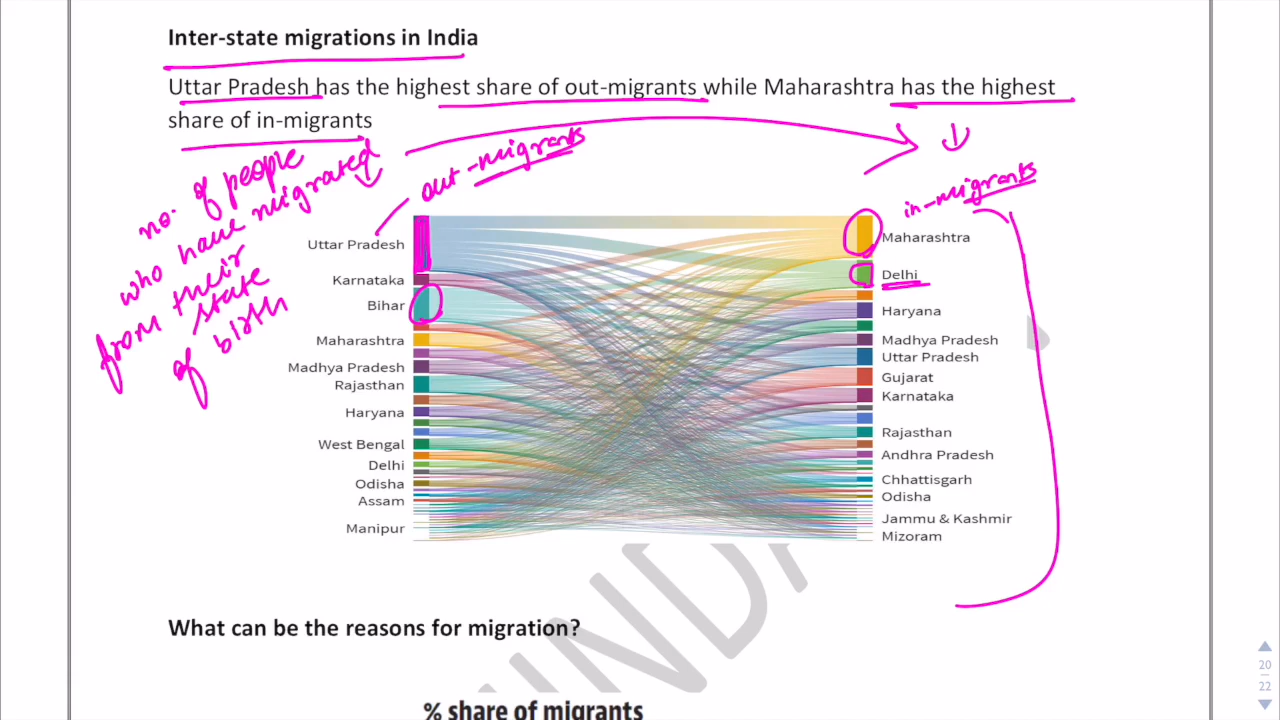 Inter-state migrations in India
Uttar Pradesh has the highest share of out-migrants while Maharashtra has the highest
share of in-migrants
no. of people
who have migrated
from their
state
of birth
out-migrants
in-migrants
Uttar Pradesh
Karnataka
Bihar
Maharashtra
Madhya Pradesh
Rajasthan
Haryana
West Bengal
Delhi
Odisha
Assam
Manipur
Maharashtra
Delhi
Haryana
Madhya Pradesh
Uttar Pradesh
Gujarat
Karnataka
Rajasthan
Andhra Pradesh
Chhattisgarh
Odisha
Jammu & Kashmir
Mizoram
What can be the reasons for migration?
% share of migrants
20
22